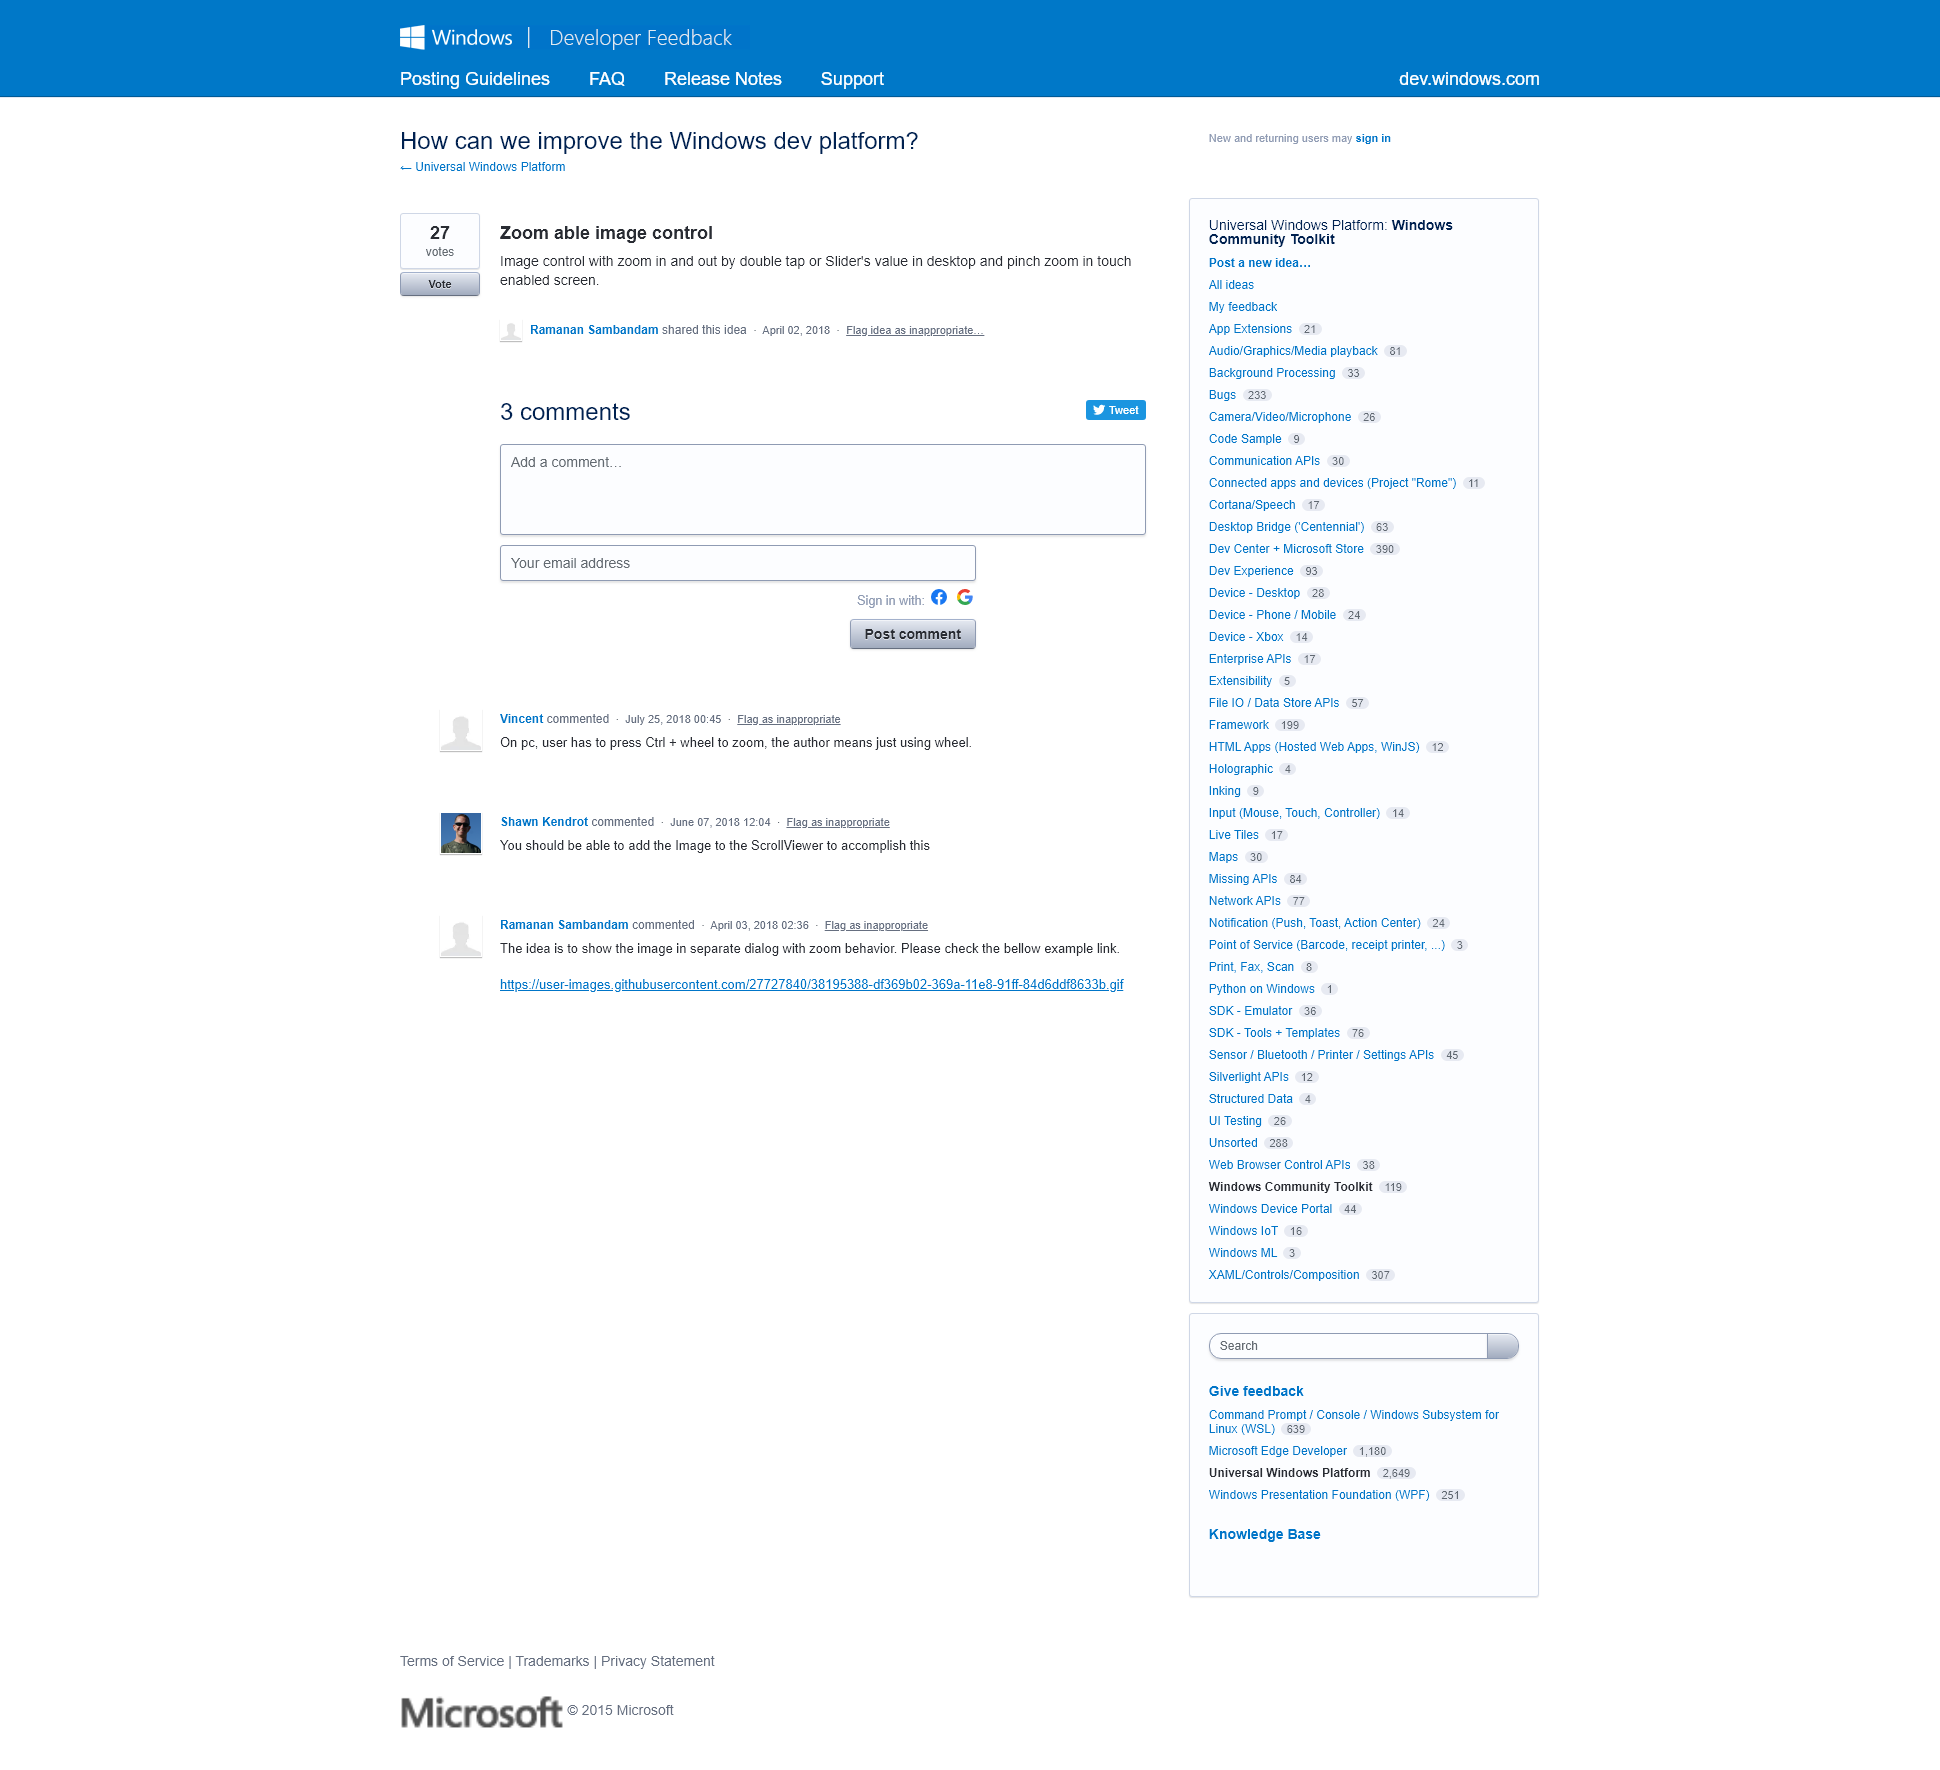 Windows | Developer Feedback
Posting Guidelines FAQ Release Notes Support dev.windows.com
How can we improve the Windows dev platform?
← Universal Windows Platform
New and returning users may sign in
27
votes
Vote
Zoom able image control
Image control with zoom in and out by double tap or Slider's value in desktop and pinch zoom in touch
enabled screen.
Ramanan Sambandam shared this idea · April 02, 2018 · Flag idea as inappropriate…
3 comments
Tweet
Add a comment…
Your email address
Sign in with:
Post comment
Vincent commented · July 25, 2018 00:45 · Flag as inappropriate
On pc, user has to press Ctrl + wheel to zoom, the author means just using wheel.
Shawn Kendrot commented · June 07, 2018 12:04 · Flag as inappropriate
You should be able to add the Image to the ScrollViewer to accomplish this
Ramanan Sambandam commented · April 03, 2018 02:36 · Flag as inappropriate
The idea is to show the image in separate dialog with zoom behavior. Please check the bellow example link.
https://user-images.githubusercontent.com/27727840/38195388-df369b02-369a-11e8-91ff-84d6ddf8633b.gif
Universal Windows Platform: Windows
Community Toolkit
Post a new idea…
All ideas
My feedback
App Extensions 21
Audio/Graphics/Media playback 81
Background Processing 33
Bugs 233
Camera/Video/Microphone 26
Code Sample 9
Communication APIs 30
Connected apps and devices (Project "Rome") 11
Cortana/Speech 17
Desktop Bridge ('Centennial') 63
Dev Center + Microsoft Store 390
Dev Experience 93
Device - Desktop 28
Device - Phone / Mobile 24
Device - Xbox 14
Enterprise APIs 17
Extensibility 5
File IO / Data Store APIs 57
Framework 199
HTML Apps (Hosted Web Apps, WinJS) 12
Holographic 4
Inking 9
Input (Mouse, Touch, Controller) 14
Live Tiles 17
Maps 30
Missing APIs 84
Network APIs 77
Notification (Push, Toast, Action Center) 24
Point of Service (Barcode, receipt printer, ...) 3
Print, Fax, Scan 8
Python on Windows 1
SDK - Emulator 36
SDK - Tools + Templates 76
Sensor / Bluetooth / Printer / Settings APIs 45
Silverlight APIs 12
Structured Data 4
UI Testing 26
Unsorted 288
Web Browser Control APIs 38
Windows Community Toolkit 119
Windows Device Portal 44
Windows IoT 16
Windows ML 3
XAML/Controls/Composition 307
Search
Give feedback
Command Prompt / Console / Windows Subsystem for
Linux (WSL) 639
Microsoft Edge Developer 1,180
Universal Windows Platform 2,649
Windows Presentation Foundation (WPF) 251
Knowledge Base
Terms of Service | Trademarks | Privacy Statement
Microsoft © 2015 Microsoft